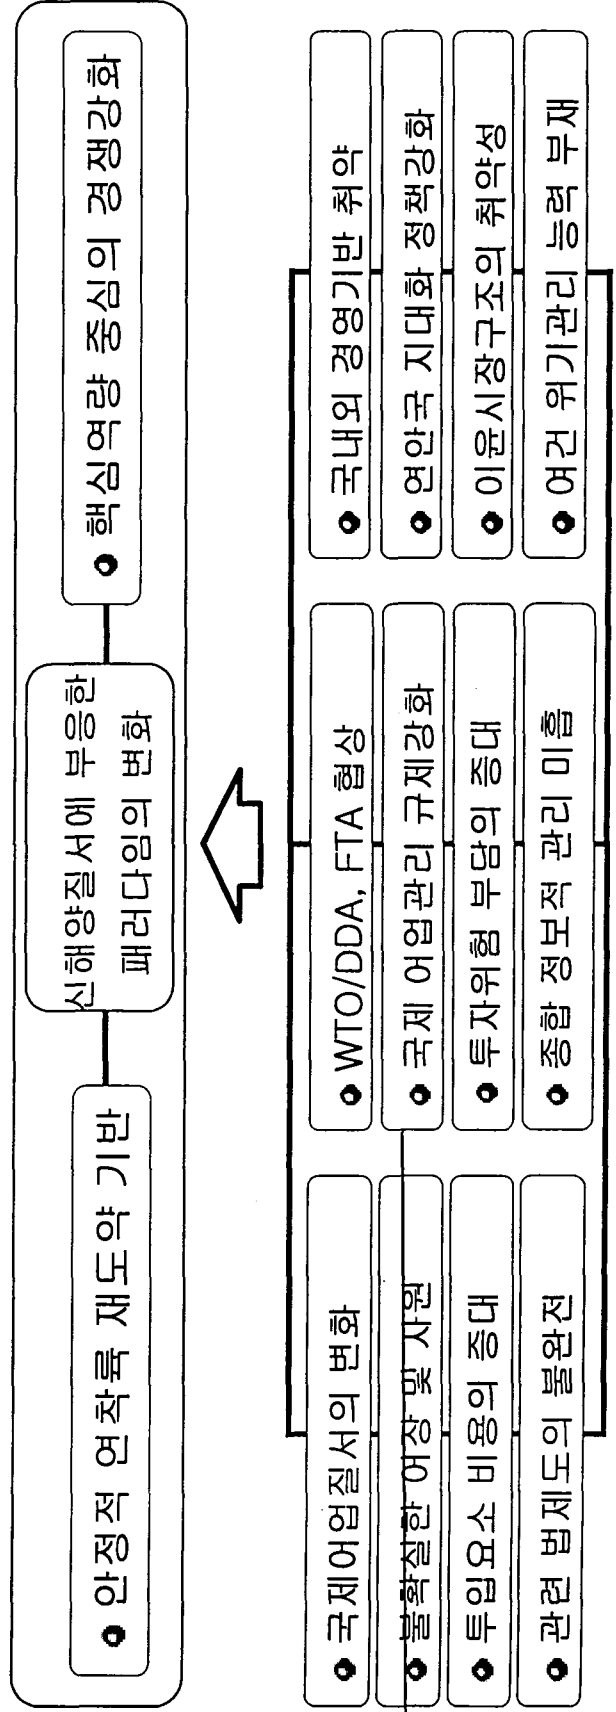 ● 안정적 연착륙 재도약 기반
신해양질서에 부응한
패러다임의 변화
● 핵심역량 중심의 경쟁강화
● 국제어업질서의 변화
● 불확실한 어장 및 자원
● 투입요소 비용의 증대
● 관련 법제도의 불완전
● WTO/DDA, FTA 협상
● 국제 어업관리 규제강화
● 투자위험 부담의 증대
● 종합 정보적 관리 미흡
● 국내외 경영기반 취약
● 연안국 지대화 정책강화
● 이윤시장구조의 취약성
● 여건 위기관리 능력 부재